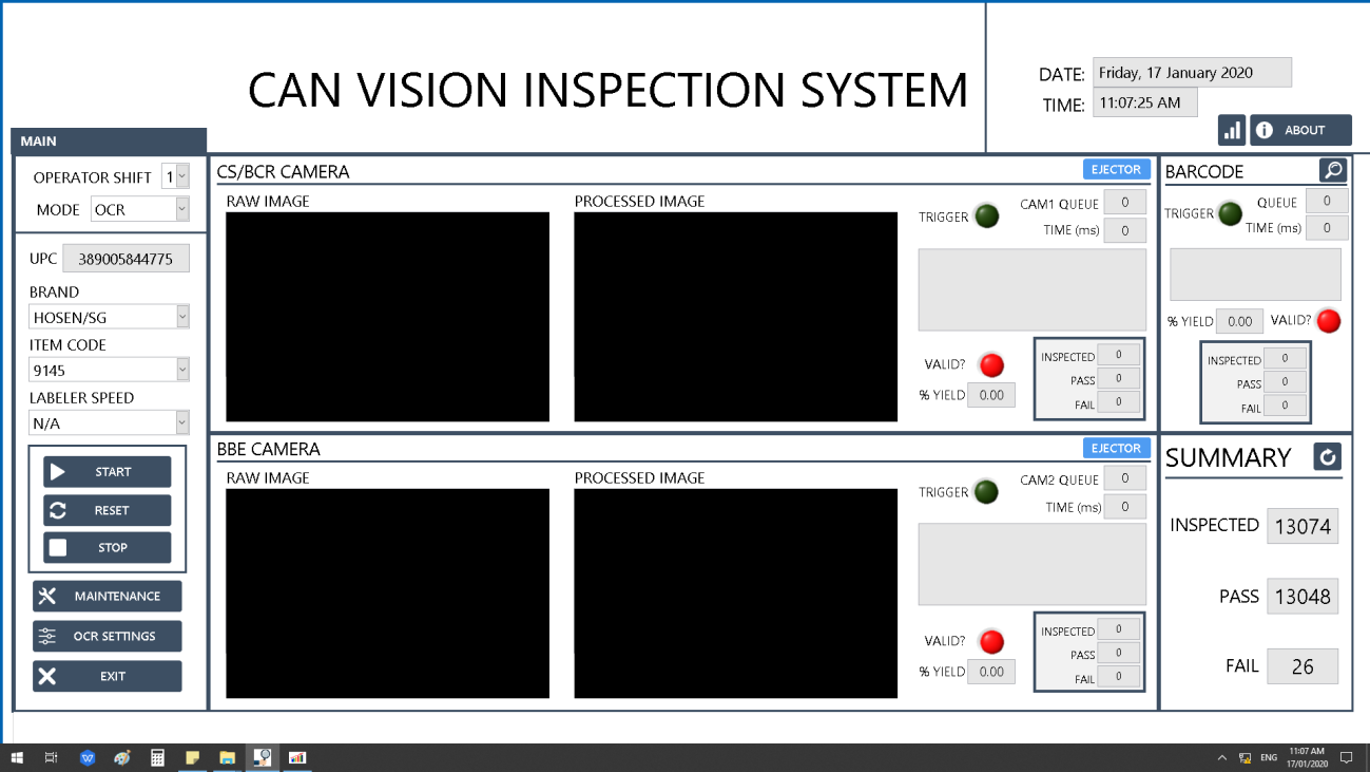 CAN VISION INSPECTION SYSTEM
DATE: Friday, 17 January 2020
TIME: 11:07:25 AM
ABOUT
MAIN
OPERATOR SHIFT 1
MODE OCR
UPC 389005844775
BRAND
HOSEN/SG
ITEM CODE
9145
LABELER SPEED
N/A
START
RESET
STOP
MAINTENANCE
OCR SETTINGS
EXIT
CS/BCR CAMERA
EJECTOR
RAW IMAGE
PROCESSED IMAGE
TRIGGER
CAM1 QUEUE 0
TIME (ms) 0
VALID?
% YIELD 0.00
INSPECTED 0
PASS 0
FAIL 0
BBE CAMERA
EJECTOR
RAW IMAGE
PROCESSED IMAGE
TRIGGER
CAM2 QUEUE 0
TIME (ms) 0
VALID?
% YIELD 0.00
INSPECTED 0
PASS 0
FAIL 0
BARCODE
TRIGGER
QUEUE 0
TIME (ms) 0
% YIELD 0.00 VALID?
INSPECTED 0
PASS 0
FAIL 0
SUMMARY
INSPECTED 13074
PASS 13048
FAIL 26
ENG
11:07 AM
17/01/2020